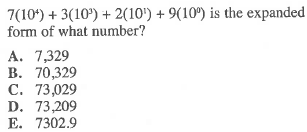 7(10⁴) + 3(10³) + 2(10¹) + 9(10⁰) is the expanded
form of what number?
A. 7,329
B. 70,329
C. 73,029
D. 73,209
E. 7302.9